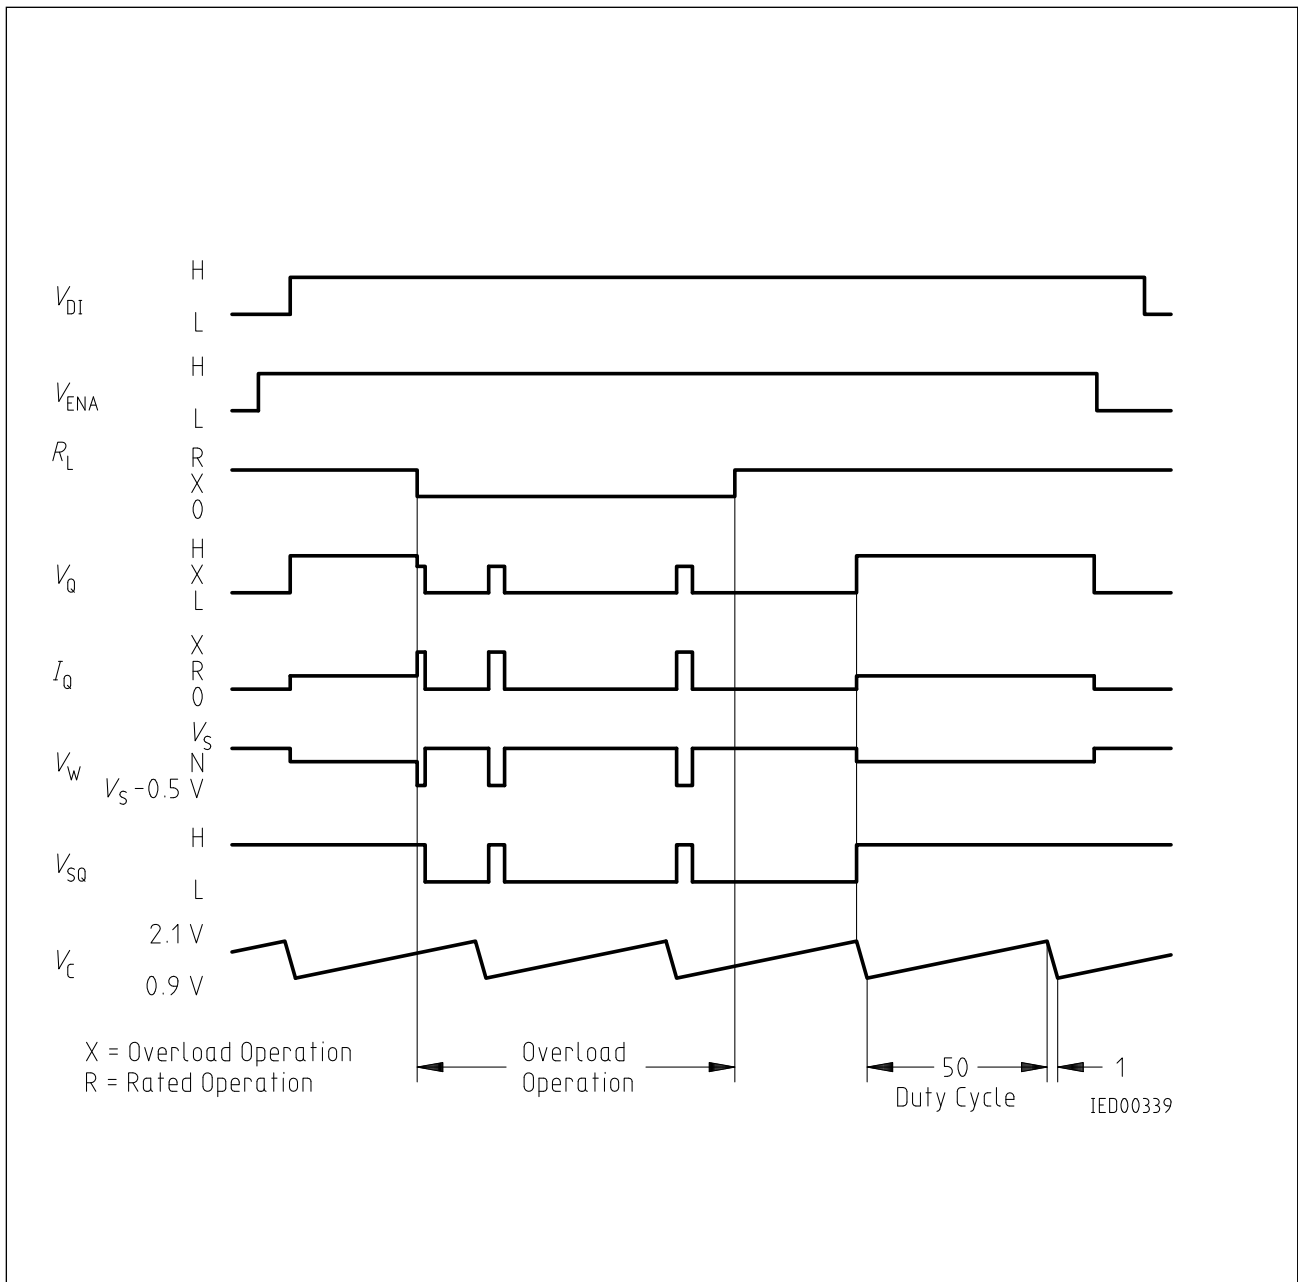 H
V_DI
L
H
V_ENA
L
R_L
R
X
0
H
V_Q X
L
X
I_Q R
0
V_S
V_W N
V_S -0.5 V
H
V_SQ
L
2.1 V
V_C
0.9 V
X = Overload Operation
R = Rated Operation
Overload
Operation
50
Duty Cycle
1
IED00339